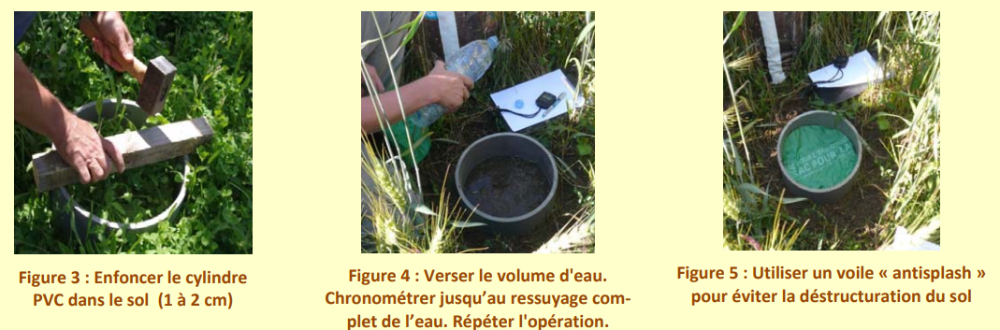 SAC POUR LA
Figure 3 : Enfoncer le cylindre
PVC dans le sol (1 à 2 cm)
Figure 4 : Verser le volume d'eau.
Chronométrer jusqu’au ressuyage com-
plet de l’eau. Répéter l'opération.
Figure 5 : Utiliser un voile « antisplash »
pour éviter la déstructuration du sol